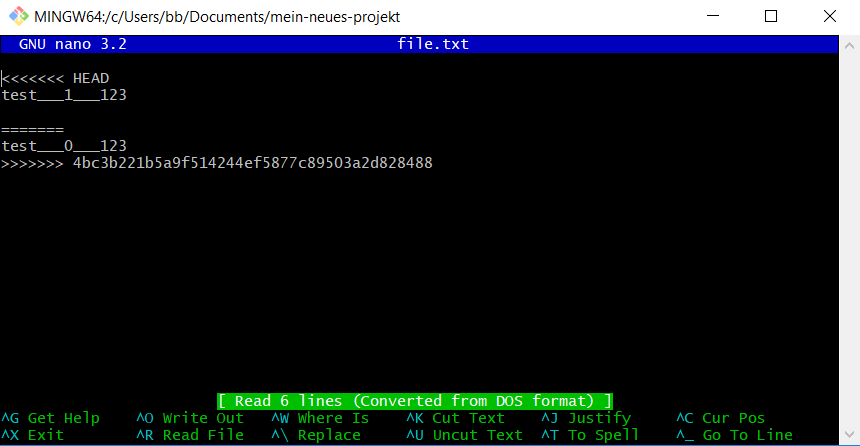 MINGW64:/c/Users/bb/Documents/mein-neues-projekt
GNU nano 3.2 file.txt
<<<<<<< HEAD
test___1___123
=======
test___0___123
>>>>>>> 4bc3b221b5a9f514244ef5877c89503a2d828488
[ Read 6 lines (Converted from DOS format) ]
^G Get Help ^O Write Out ^W Where Is ^K Cut Text ^J Justify ^C Cur Pos
^X Exit ^R Read File ^\ Replace ^U Uncut Text ^T To Spell ^_ Go To Line